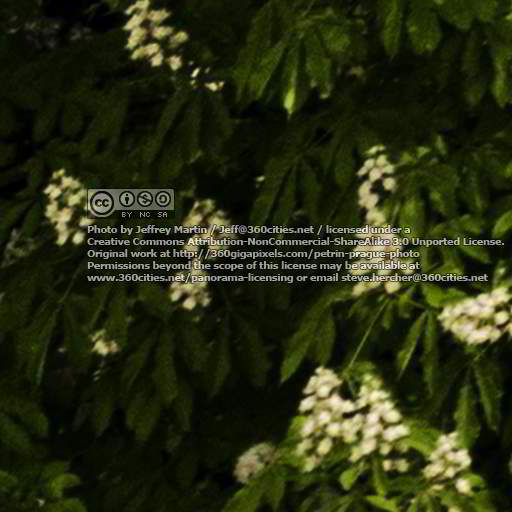 cc
BY NC SA
Photo by Jeffrey Martin / Jeff@360cities.net / licensed under a
Creative Commons Attribution-NonCommercial-ShareAlike 3.0 Unported License.
Original work at http://360gigapixels.com/petrin-prague-photo
Permissions beyond the scope of this license may be available at
www.360cities.net/panorama-licensing or email steve.hercher@360cities.net